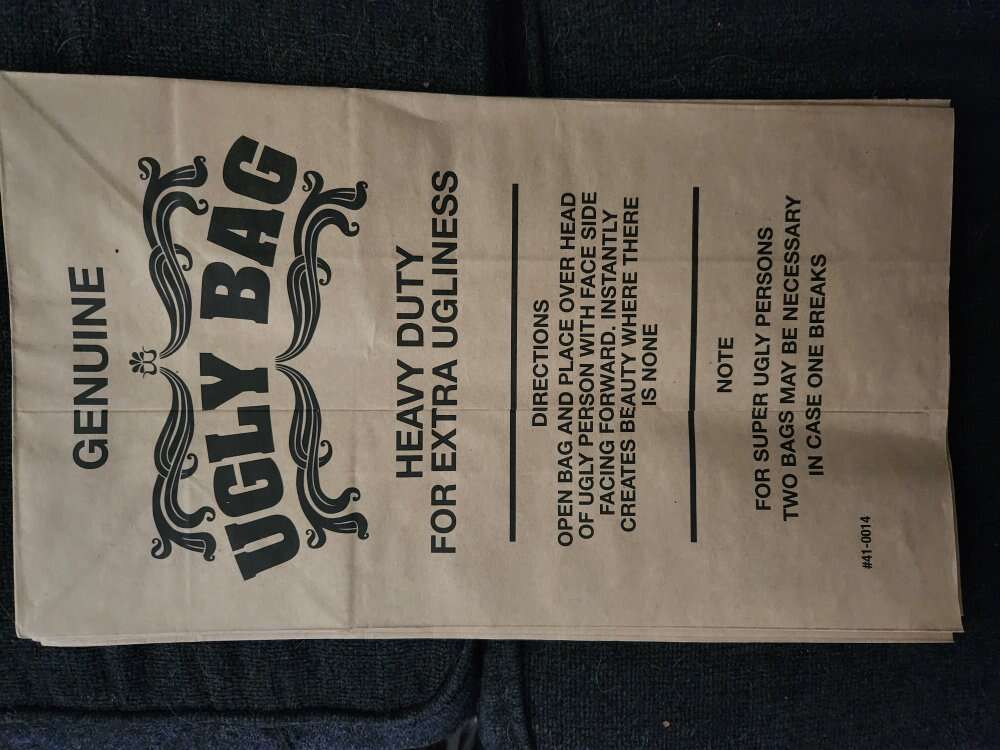 GENUINE
UGLY BAG
HEAVY DUTY
FOR EXTRA UGLINESS
DIRECTIONS
OPEN BAG AND PLACE OVER HEAD
OF UGLY PERSON WITH FACE SIDE
FACING FORWARD. INSTANTLY
CREATES BEAUTY WHERE THERE
IS NONE
NOTE
FOR SUPER UGLY PERSONS
TWO BAGS MAY BE NECESSARY
IN CASE ONE BREAKS
#41-0014